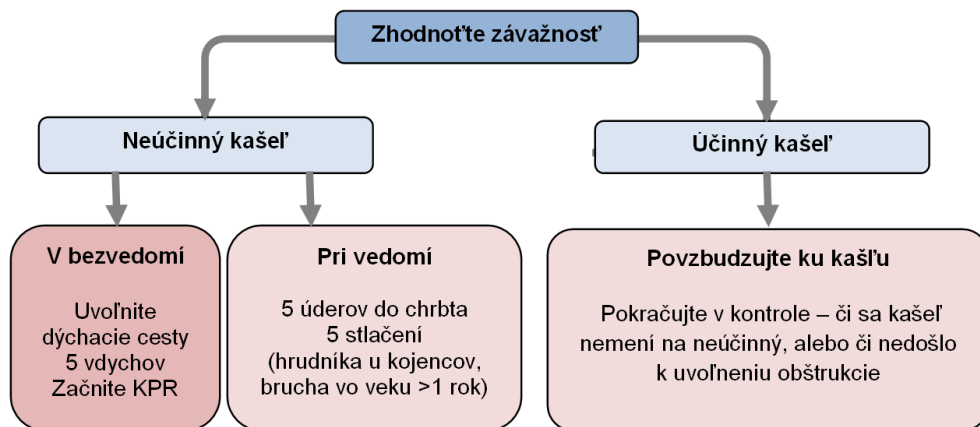 Zhodnoťte závažnosť
Neúčinný kašeľ
Účinný kašeľ
V bezvedomí
Uvoľnite
dýchacie cesty
5 vdychov
Začnite KPR
Pri vedomí
5 úderov do chrbta
5 stlačení
(hrudníka u kojencov,
brucha vo veku >1 rok)
Povzbudzujte ku kašľu
Pokračujte v kontrole – či sa kašeľ
nemení na neúčinný, alebo či nedošlo
k uvoľneniu obštrukcie